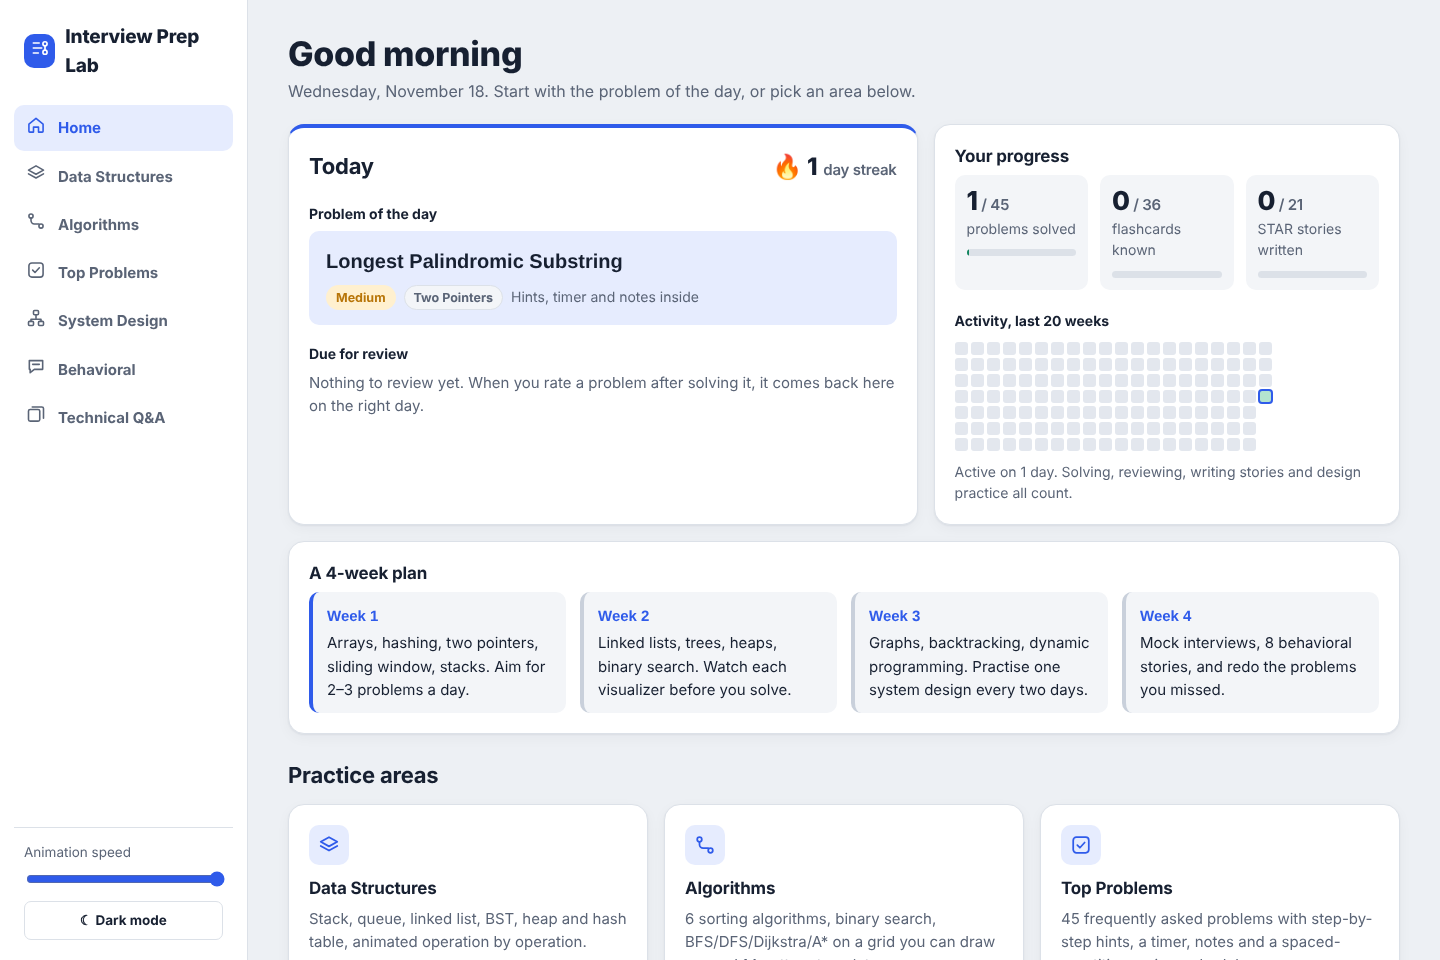 Interview Prep
Lab
Home
Data Structures
Algorithms
Top Problems
System Design
Behavioral
Technical Q&A
Animation speed
☾ Dark mode
Good morning
Wednesday, November 18. Start with the problem of the day, or pick an area below.
Today
🔥 1 day streak
Problem of the day
Longest Palindromic Substring
Medium Two Pointers Hints, timer and notes inside
Due for review
Nothing to review yet. When you rate a problem after solving it, it comes back here
on the right day.
Your progress
1 / 45
problems solved
0 / 36
flashcards
known
0 / 21
STAR stories
written
Activity, last 20 weeks
Active on 1 day. Solving, reviewing, writing stories and design
practice all count.
A 4-week plan
Week 1
Arrays, hashing, two pointers,
sliding window, stacks. Aim for
2–3 problems a day.
Week 2
Linked lists, trees, heaps,
binary search. Watch each
visualizer before you solve.
Week 3
Graphs, backtracking, dynamic
programming. Practise one
system design every two days.
Week 4
Mock interviews, 8 behavioral
stories, and redo the problems
you missed.
Practice areas
Data Structures
Stack, queue, linked list, BST, heap and hash
table, animated operation by operation.
Algorithms
6 sorting algorithms, binary search,
BFS/DFS/Dijkstra/A* on a grid you can draw
Top Problems
45 frequently asked problems with step-by-
step hints, a timer, notes and a spaced-